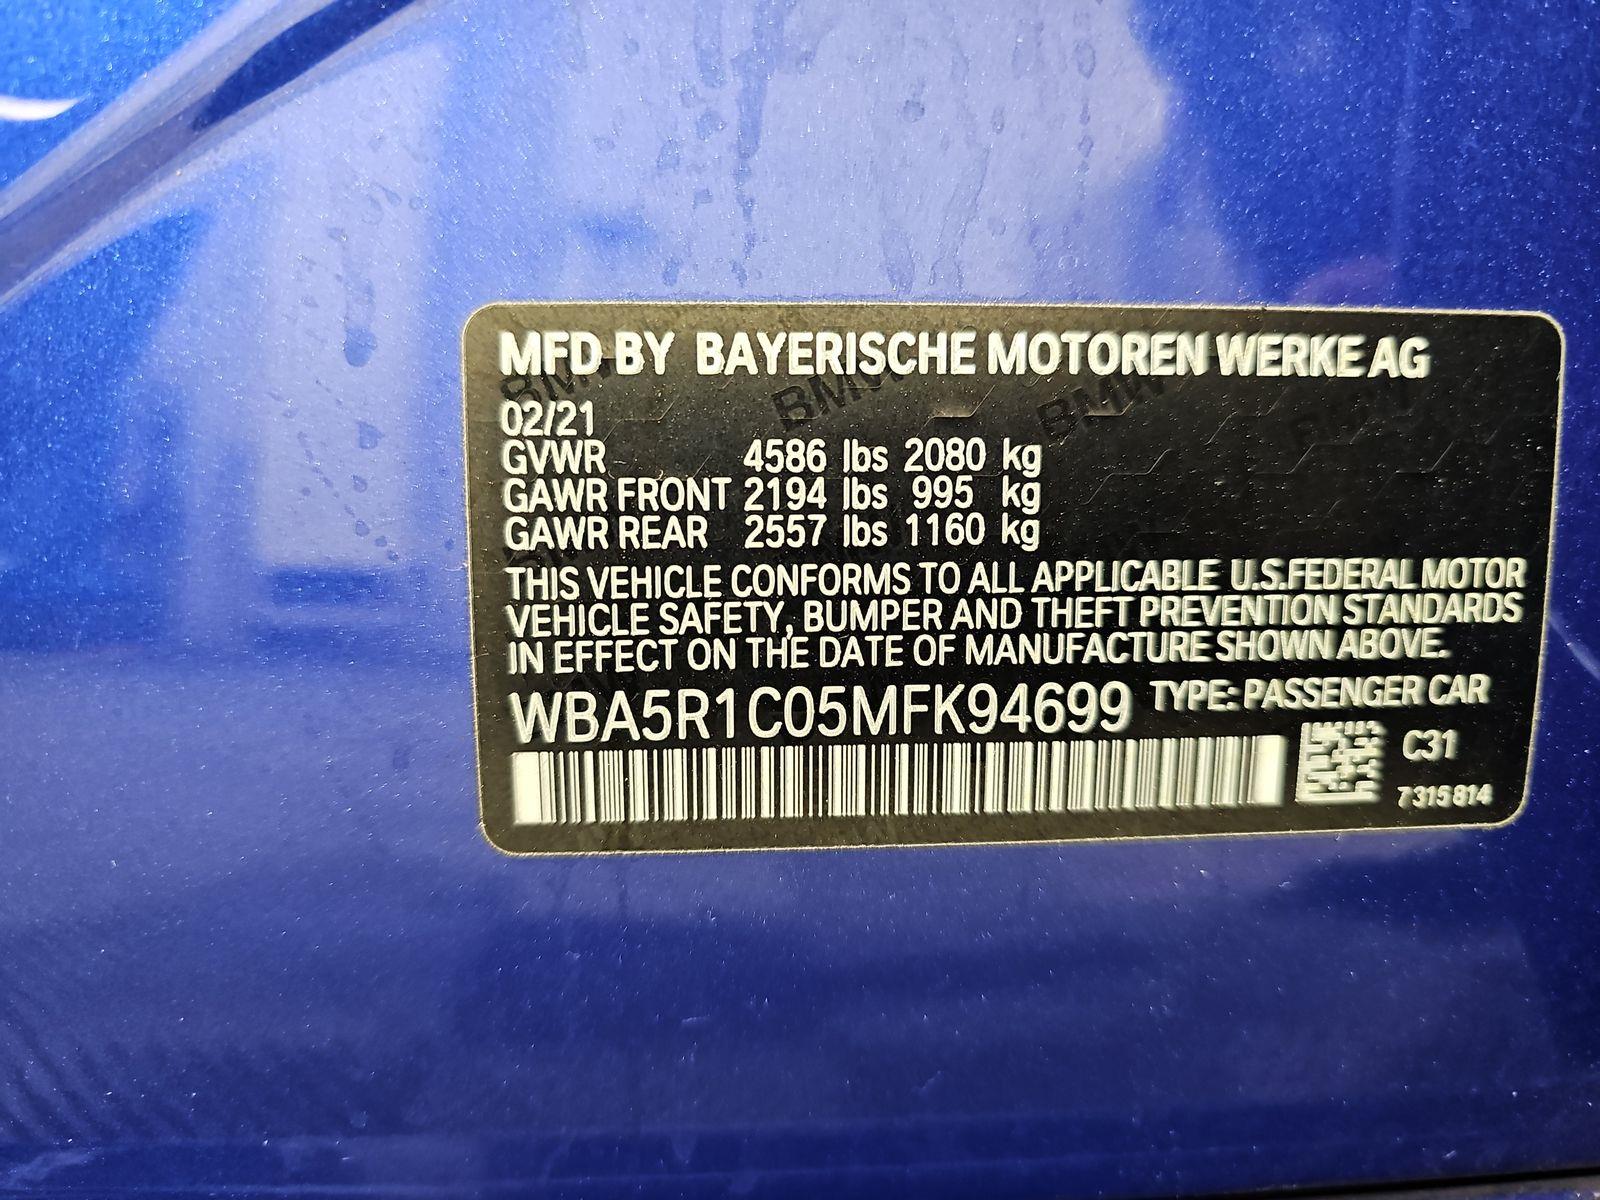 MFD BY BAYERISCHE MOTOREN WERKE AG
02/21
GVWR 4586 lbs 2080 kg
GAWR FRONT 2194 lbs 995 kg
GAWR REAR 2557 lbs 1160 kg
THIS VEHICLE CONFORMS TO ALL APPLICABLE U.S.FEDERAL MOTOR
VEHICLE SAFETY, BUMPER AND THEFT PREVENTION STANDARDS
IN EFFECT ON THE DATE OF MANUFACTURE SHOWN ABOVE.
WBA5R1C05MFK94699 TYPE: PASSENGER CAR
C31
7315814